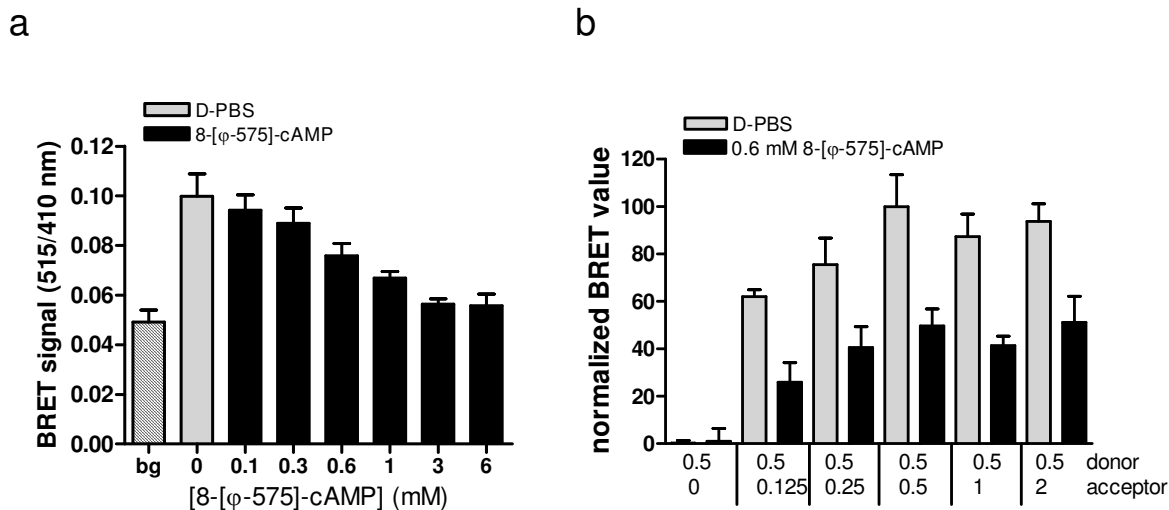 a
D-PBS
8-[φ-575]-cAMP
BRET signal (515/410 nm)
0.12
0.10
0.08
0.06
0.04
0.02
0.00
bg 0 0.1 0.3 0.6 1 3 6
[8-[φ-575]-cAMP] (mM)
b
D-PBS
0.6 mM 8-[φ-575]-cAMP
normalized BRET value
120
100
80
60
40
20
0
0.5 0.5 0.5 0.5 0.5 0.5 donor
0 0.125 0.25 0.5 1 2 acceptor